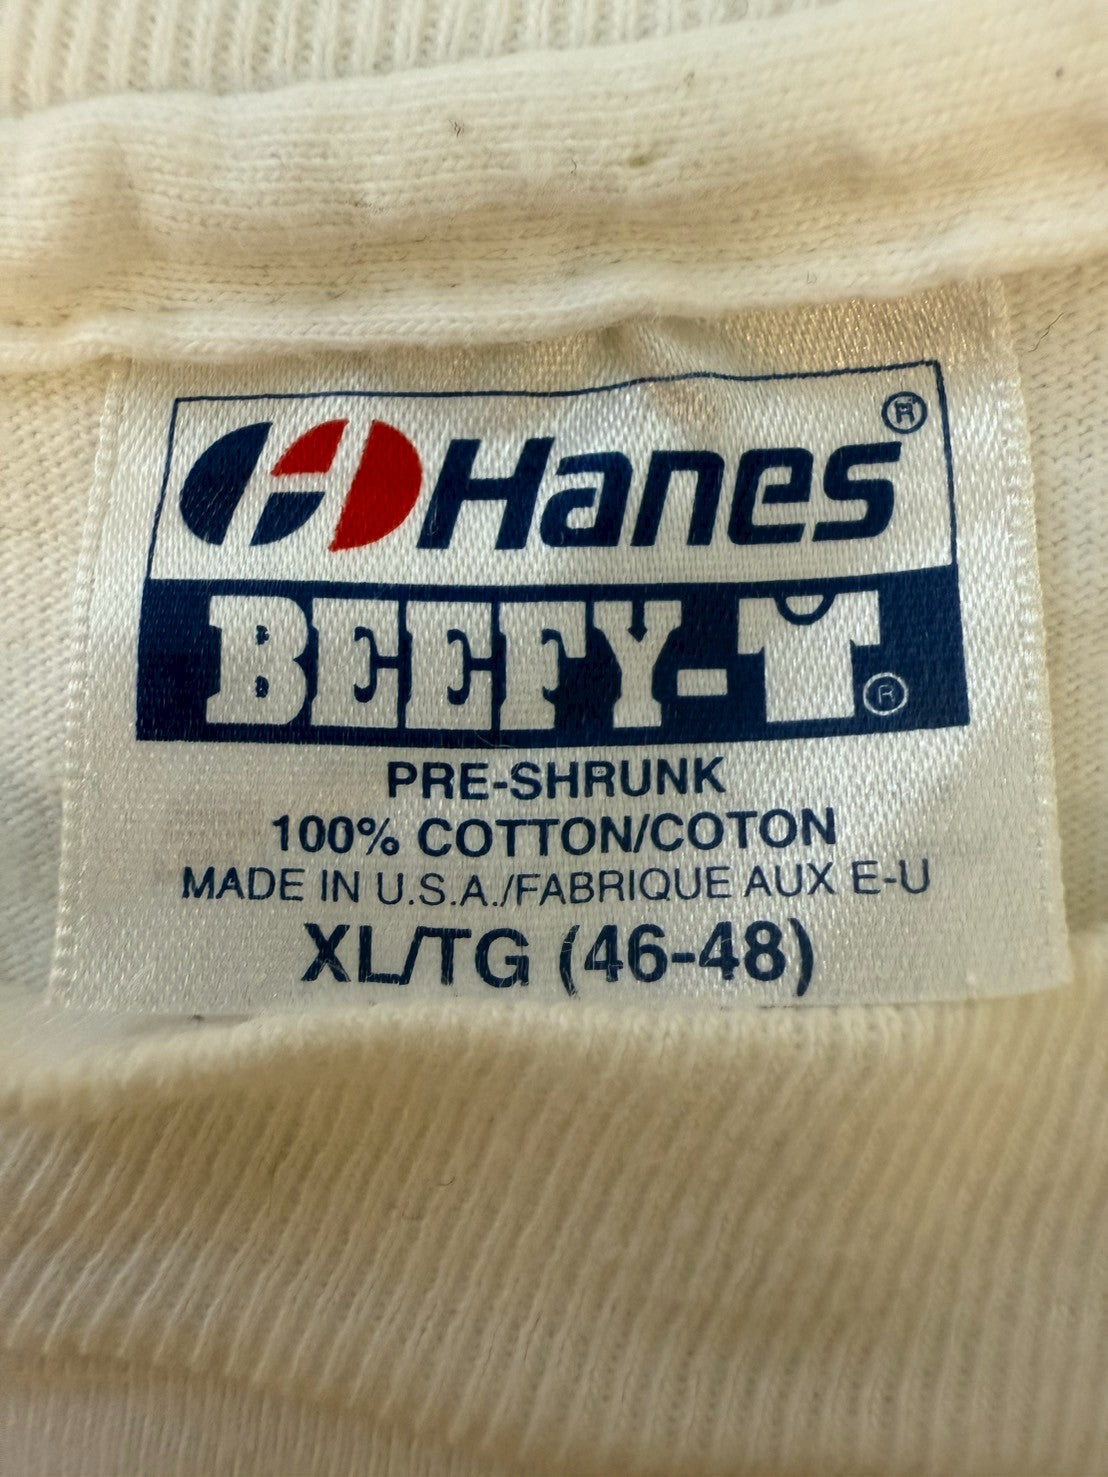 Hanes®
BEEFY-T®
PRE-SHRUNK
100% COTTON/COTON
MADE IN U.S.A./FABRIQUE AUX E-U
XL/TG (46-48)